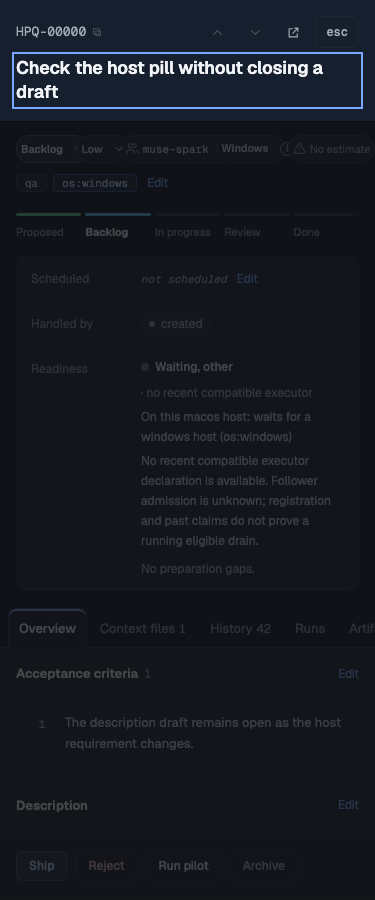 HPQ-00000
esc
Check the host pill without closing a
draft
Backlog
Low
muse-spark
Windows
No estimate
qa
os:windows
Edit
Proposed
Backlog
In progress
Review
Done
Scheduled
not scheduled
Edit
Handled by
created
Readiness
Waiting, other
· no recent compatible executor
On this macos host: waits for a
windows host (os:windows)
No recent compatible executor
declaration is available. Follower
admission is unknown; registration
and past claims do not prove a
running eligible drain.
No preparation gaps.
Overview
Context files 1
History 42
Runs
Artif
Acceptance criteria 1
Edit
1
The description draft remains open as the host
requirement changes.
Description
Edit
Ship
Reject
Run pilot
Archive